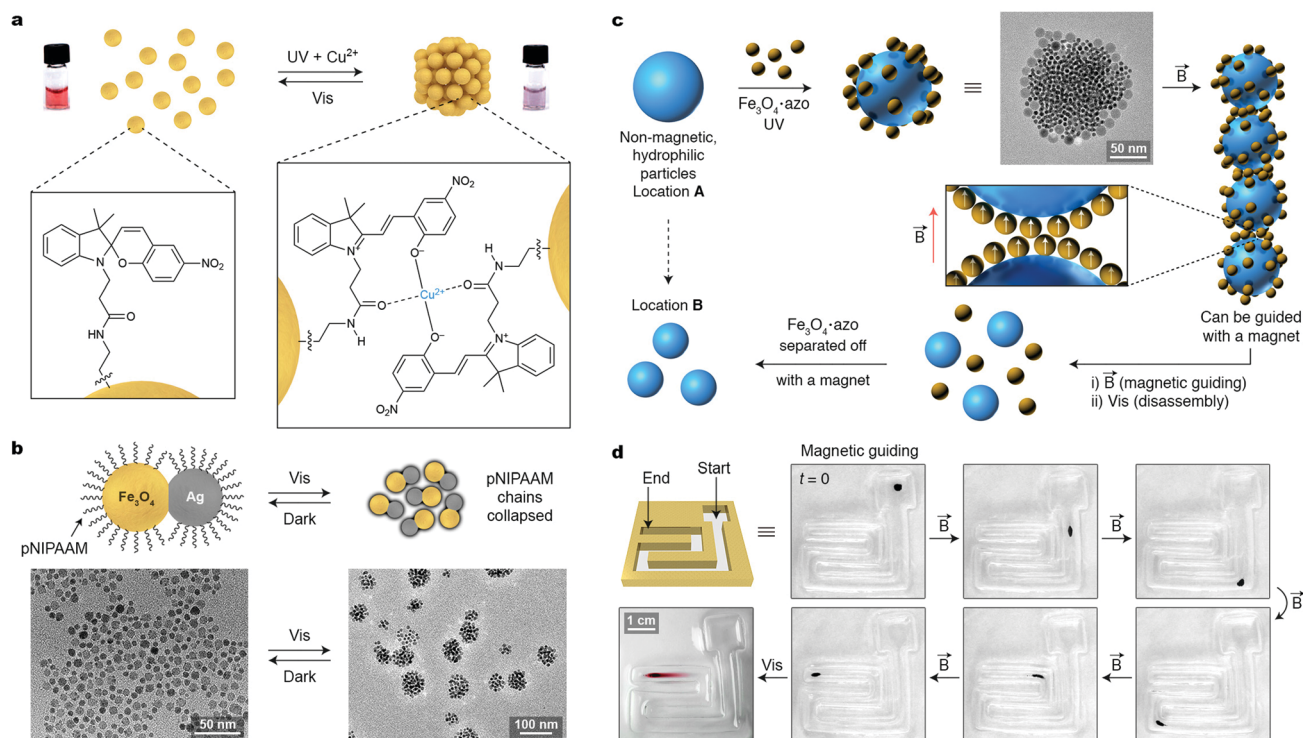 a
UV + Cu2+
Vis
NO2
N
O
O
HN
NO2
N+
O−
Cu2+
O
N
H
H
N
O
O−
N+
O2N
b
Fe3O4
Ag
pNIPAAM
Vis
Dark
pNIPAAM
chains
collapsed
50 nm
Vis
Dark
100 nm
c
Non-magnetic,
hydrophilic
particles
Location A
Fe3O4·azo
UV
≡
50 nm
B
B
Can be guided
with a magnet
i) B (magnetic guiding)
ii) Vis (disassembly)
Fe3O4·azo
separated off
with a magnet
Location B
d
End
Start
≡
Magnetic guiding
t = 0
B
B
B
B
B
Vis
1 cm